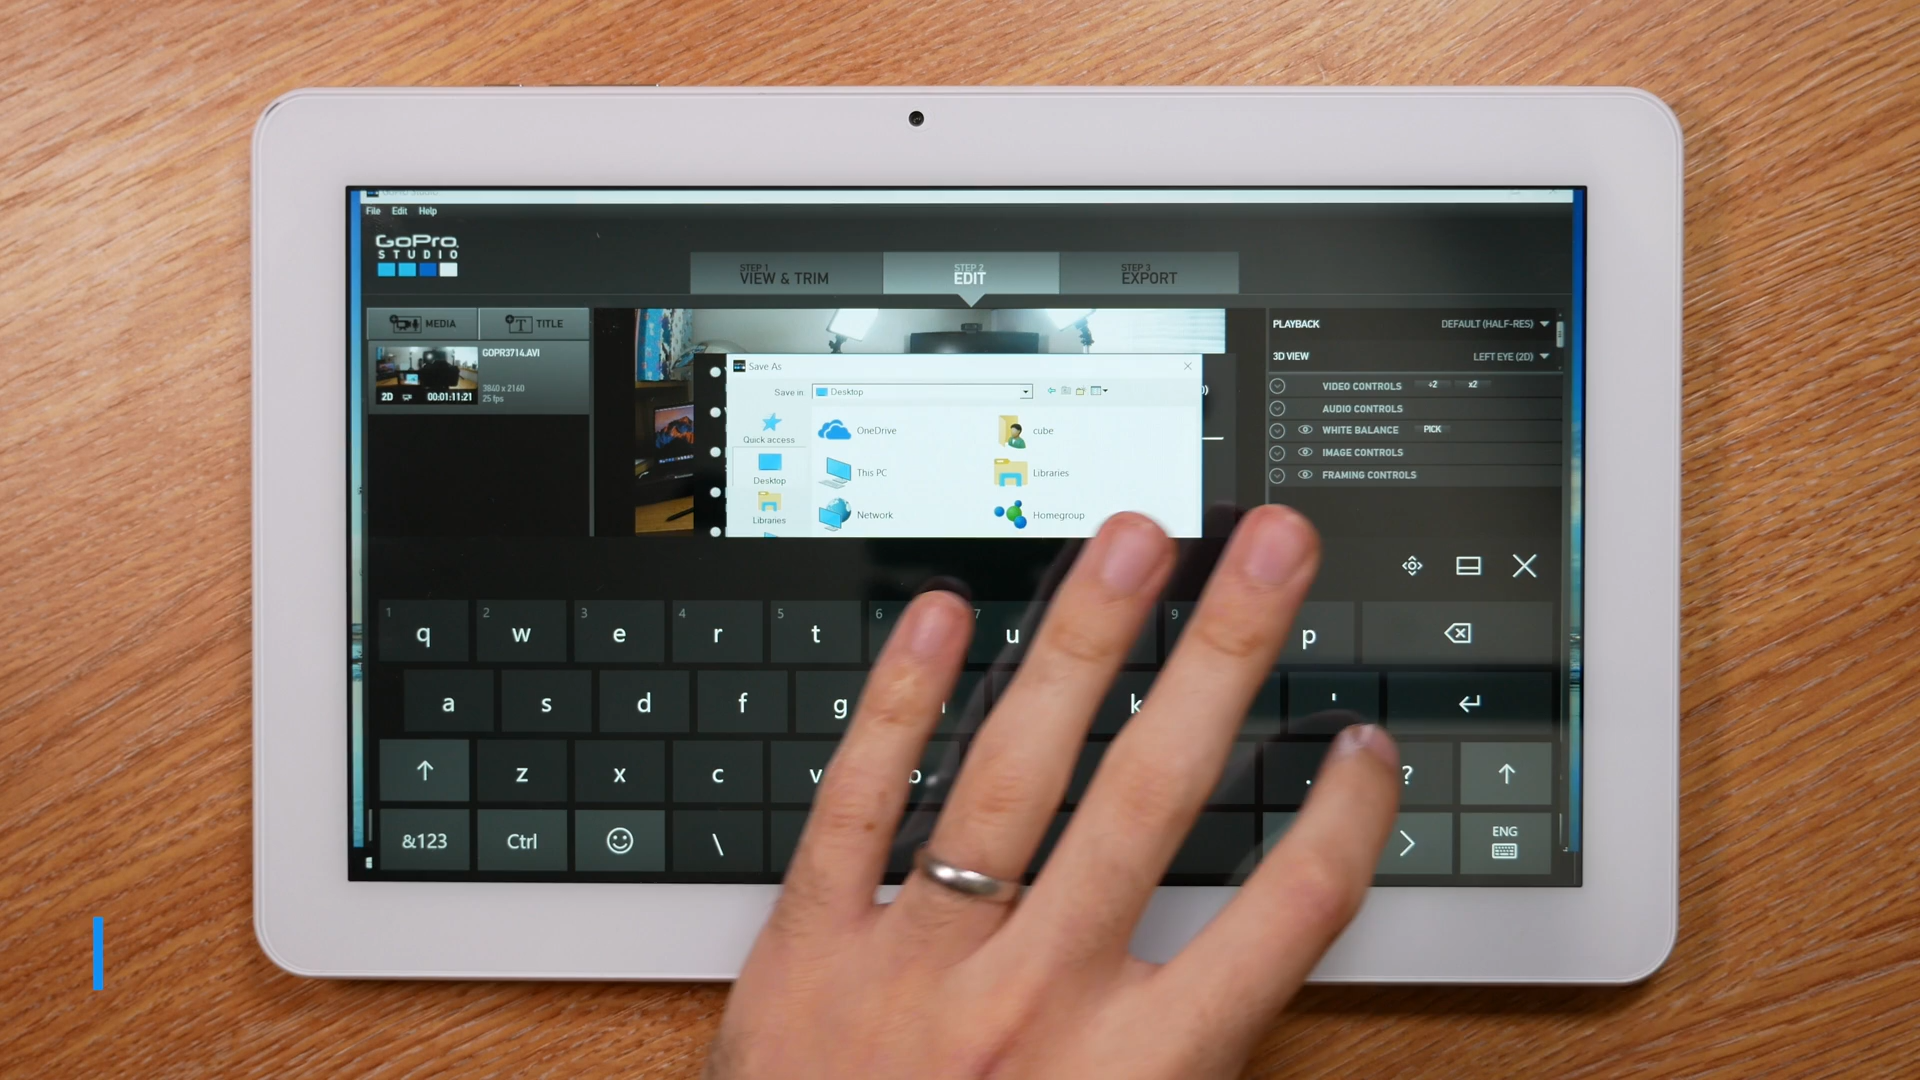 File Edit Help
GoPro
STUDIO
STEP 1
VIEW & TRIM
STEP 2
EDIT
STEP 3
EXPORT
MEDIA
TITLE
GOPR3714.AVI
3840 x 2160
25 fps
2D
00:01:11:21
PLAYBACK
DEFAULT (HALF-RES)
3D VIEW
LEFT EYE (2D)
VIDEO CONTROLS ÷2 x2
AUDIO CONTROLS
WHITE BALANCE PICK
IMAGE CONTROLS
FRAMING CONTROLS
Save As
Save in: Desktop
Quick access
Desktop
Libraries
OneDrive
cube
This PC
Libraries
Network
Homegroup
1 2 3 4 5 6 7 9
q w e r t u p
a s d f g k '
z x c v b . ?
&123 Ctrl \ ENG